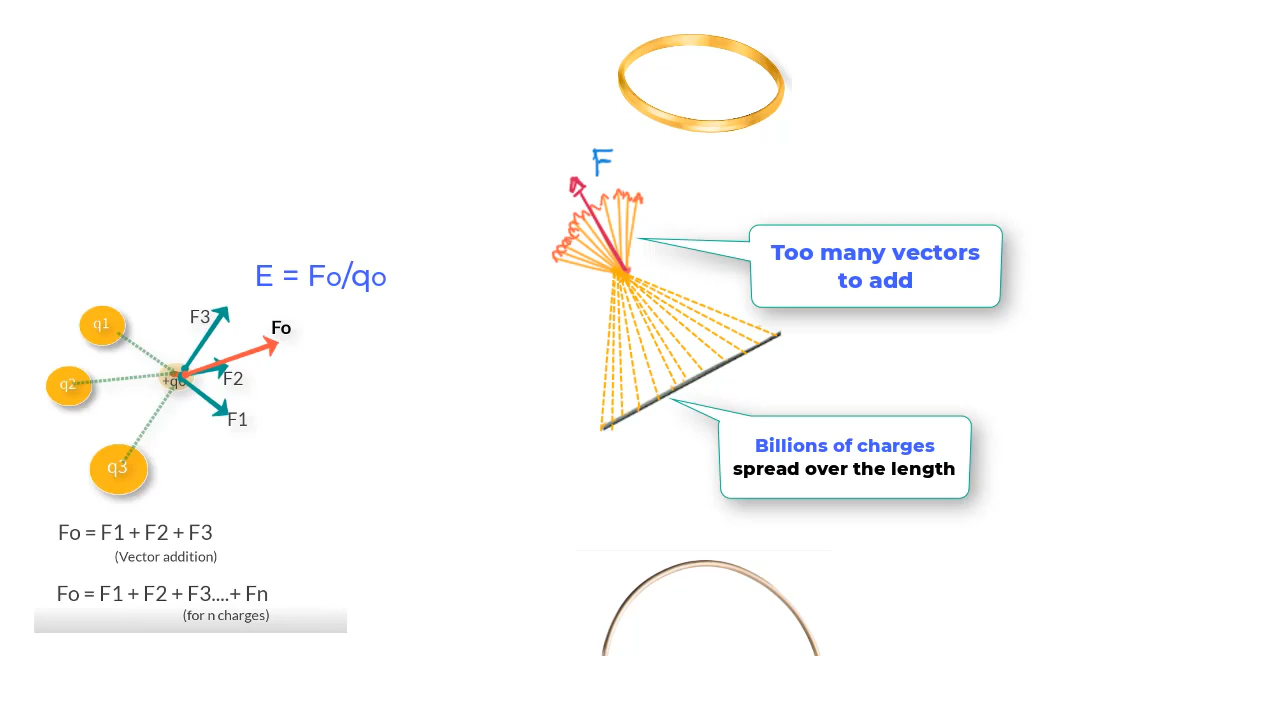 E = Fo/qo
q1
F3
Fo
q2
+qo
F2
F1
q3
Fo = F1 + F2 + F3
(Vector addition)
Fo = F1 + F2 + F3....+ Fn
(for n charges)
F
Too many vectors
to add
Billions of charges
spread over the length